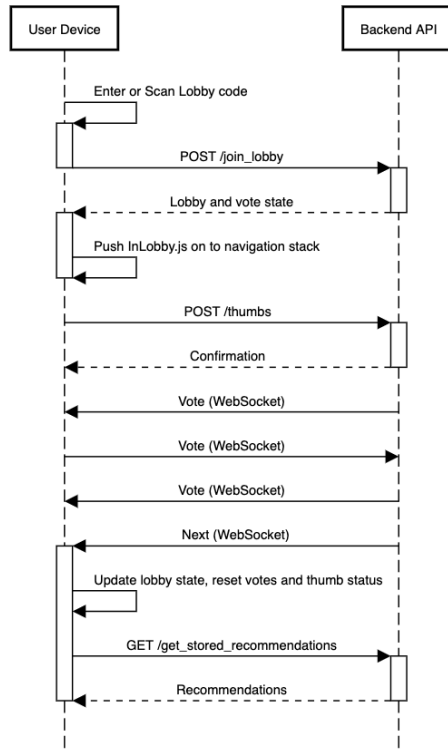 User Device
Backend API
Enter or Scan Lobby code
POST /join_lobby
Lobby and vote state
Push InLobby.js on to navigation stack
POST /thumbs
Confirmation
Vote (WebSocket)
Vote (WebSocket)
Vote (WebSocket)
Next (WebSocket)
Update lobby state, reset votes and thumb status
GET /get_stored_recommendations
Recommendations